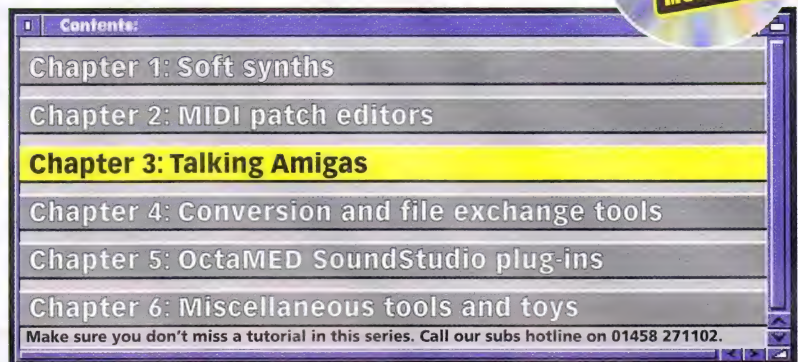 Contents:
Chapter 1: Soft synths
Chapter 2: MIDI patch editors
Chapter 3: Talking Amigas
Chapter 4: Conversion and file exchange tools
Chapter 5: OctaMED SoundStudio plug-ins
Chapter 6: Miscellaneous tools and toys
Make sure you don't miss a tutorial in this series. Call our subs hotline on 01458 271102.